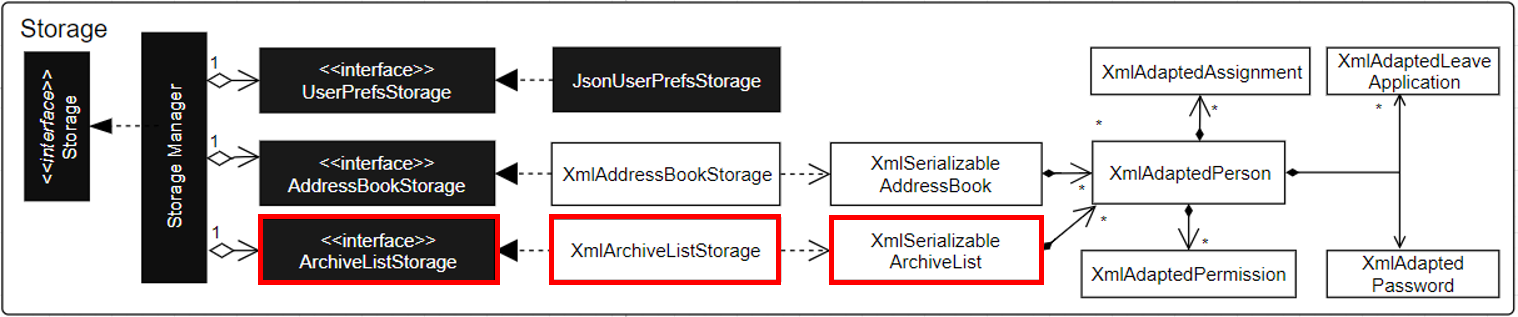 Storage
<<interface>>
Storage
Storage Manager
1
<<interface>>
UserPrefsStorage
JsonUserPrefsStorage
1
<<interface>>
AddressBookStorage
XmlAddressBookStorage
XmlSerializable
AddressBook
1
<<interface>>
ArchiveListStorage
XmlArchiveListStorage
XmlSerializable
ArchiveList
*
*
XmlAdaptedPerson
*
*
XmlAdaptedAssignment
*
XmlAdaptedPermission
*
XmlAdaptedLeave
Application
XmlAdapted
Password